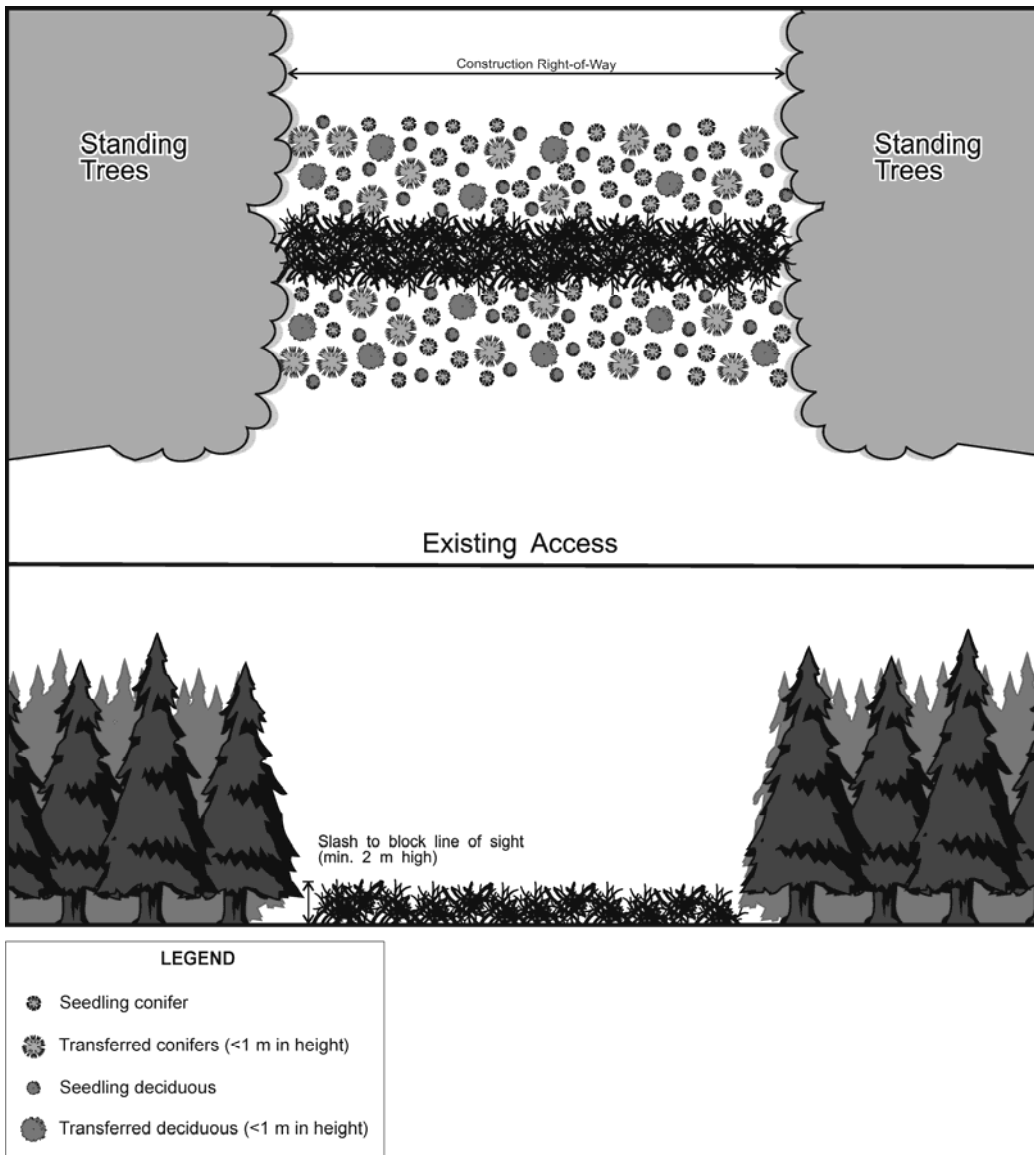 Construction Right-of-Way
Standing
Trees
Standing
Trees
Existing Access
Slash to block line of sight
(min. 2 m high)
LEGEND
Seedling conifer
Transferred conifers (<1 m in height)
Seedling deciduous
Transferred deciduous (<1 m in height)